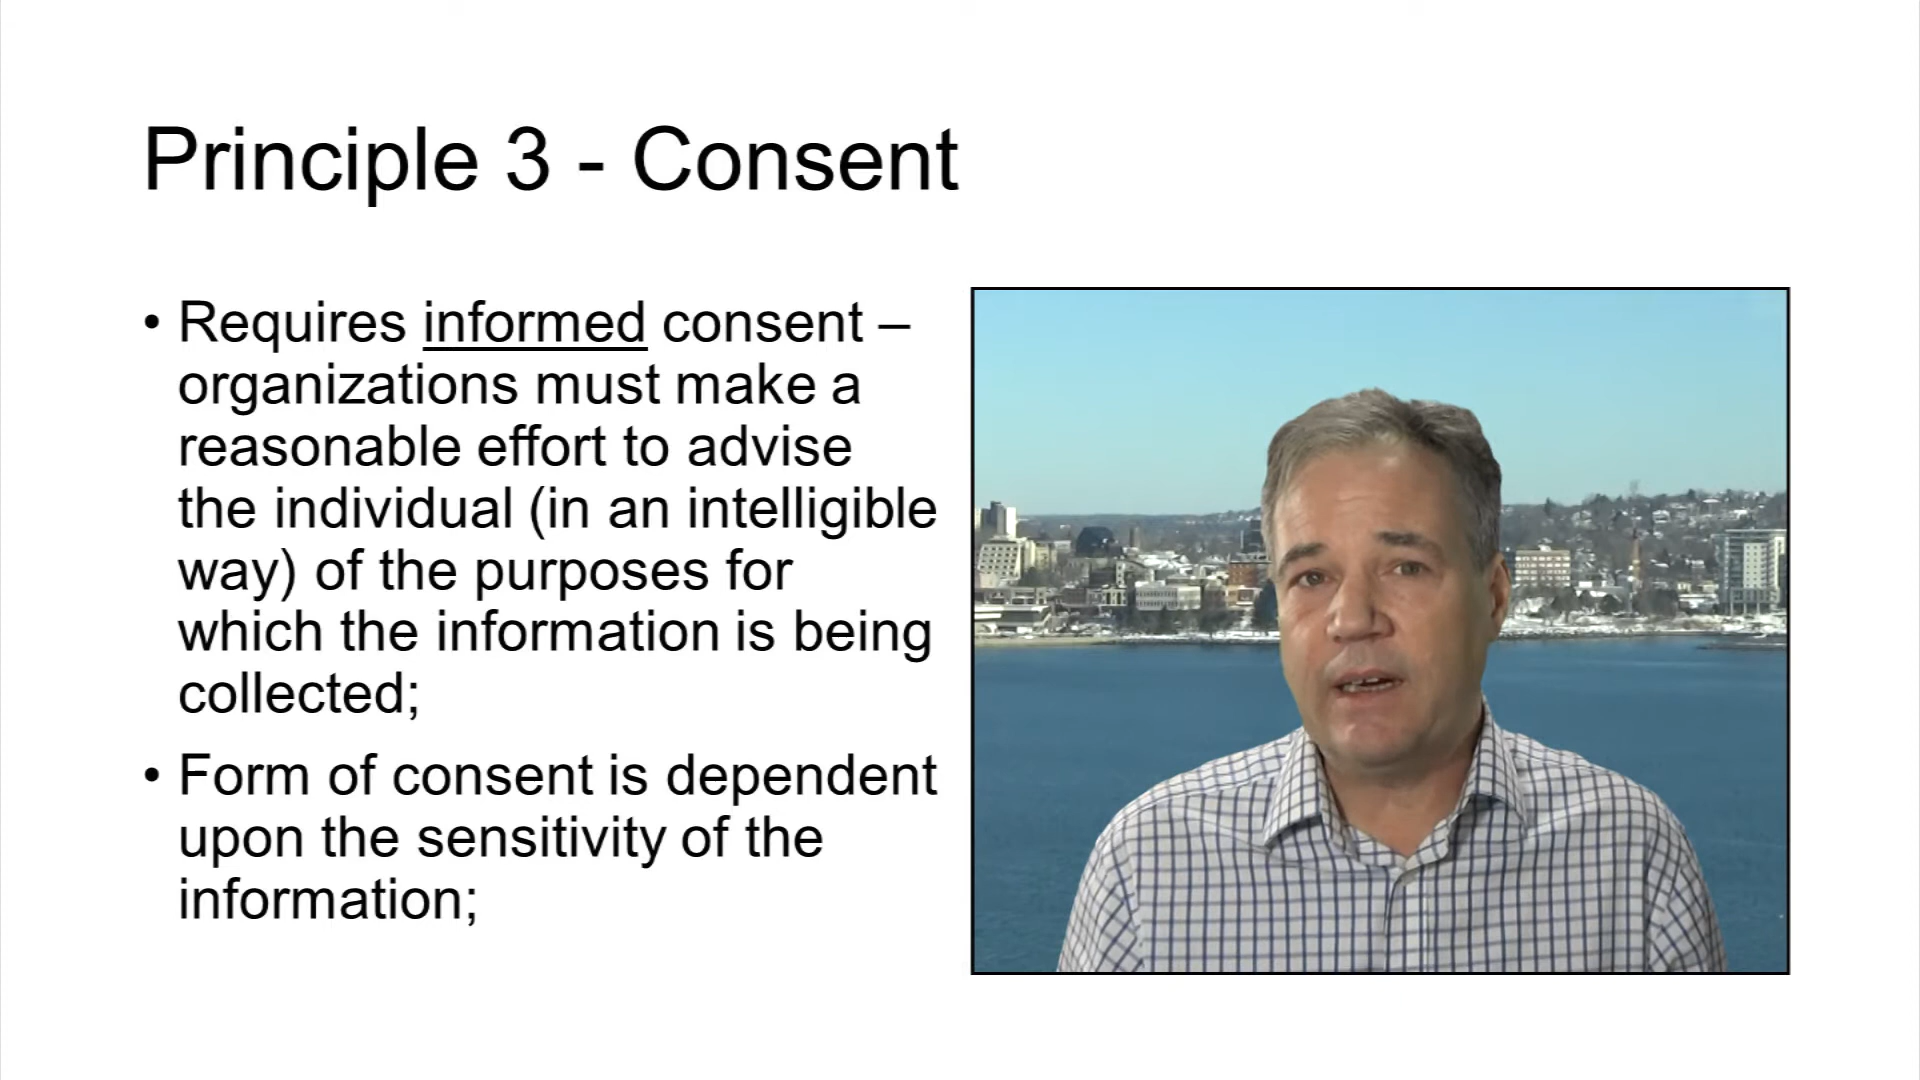 Principle 3 - Consent
• Requires informed consent –
organizations must make a
reasonable effort to advise
the individual (in an intelligible
way) of the purposes for
which the information is being
collected;
• Form of consent is dependent
upon the sensitivity of the
information;